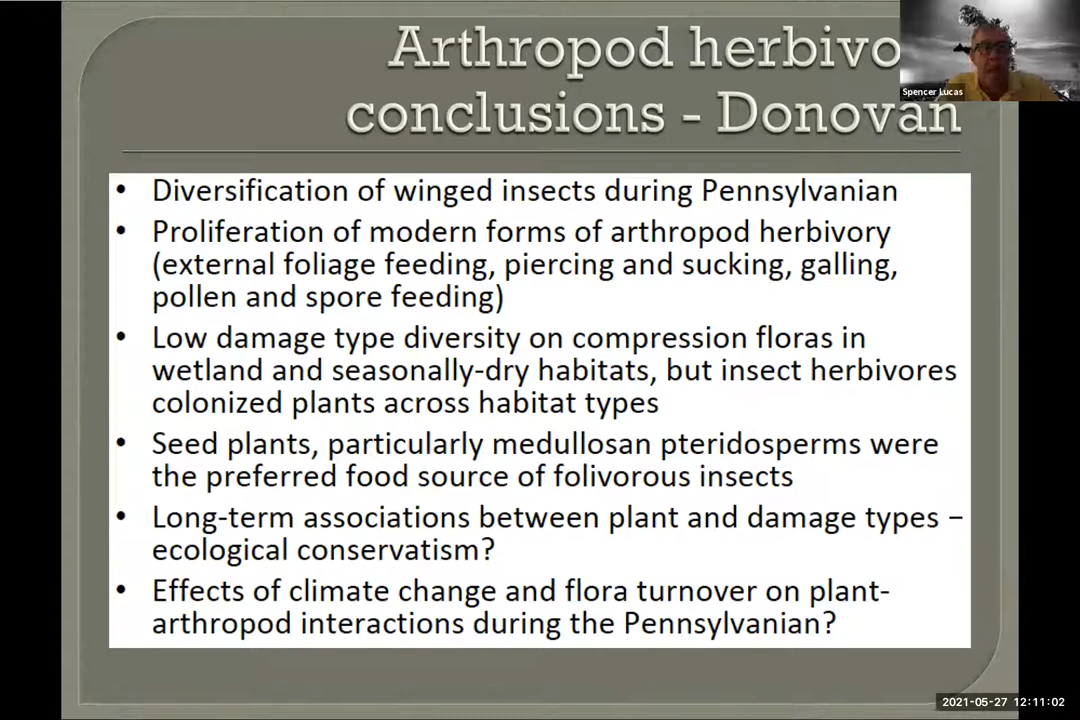 Arthropod herbivo
conclusions - Donovan
Spencer Lucas
• Diversification of winged insects during Pennsylvanian
• Proliferation of modern forms of arthropod herbivory
(external foliage feeding, piercing and sucking, galling,
pollen and spore feeding)
• Low damage type diversity on compression floras in
wetland and seasonally-dry habitats, but insect herbivores
colonized plants across habitat types
• Seed plants, particularly medullosan pteridosperms were
the preferred food source of folivorous insects
• Long-term associations between plant and damage types –
ecological conservatism?
• Effects of climate change and flora turnover on plant-
arthropod interactions during the Pennsylvanian?
2021-05-27 12:11:02